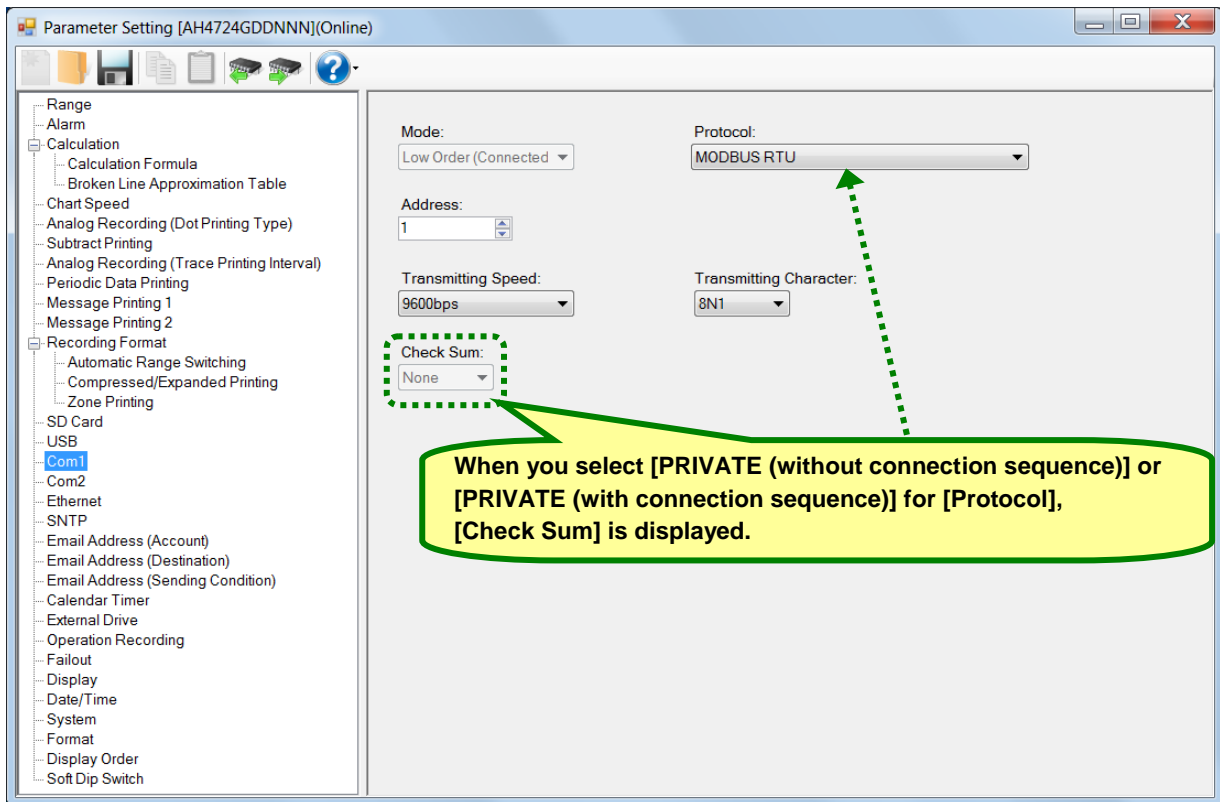 Parameter Setting [AH4724GDDNNN](Online)
Range
Alarm
Calculation
Calculation Formula
Broken Line Approximation Table
Chart Speed
Analog Recording (Dot Printing Type)
Subtract Printing
Analog Recording (Trace Printing Interval)
Periodic Data Printing
Message Printing 1
Message Printing 2
Recording Format
Automatic Range Switching
Compressed/Expanded Printing
Zone Printing
SD Card
USB
Com1
Com2
Ethernet
SNTP
Email Address (Account)
Email Address (Destination)
Email Address (Sending Condition)
Calendar Timer
External Drive
Operation Recording
Failout
Display
Date/Time
System
Format
Display Order
Soft Dip Switch
Mode:
Low Order (Connected
Protocol:
MODBUS RTU
Address:
1
Transmitting Speed:
9600bps
Transmitting Character:
8N1
Check Sum:
None
When you select [PRIVATE (without connection sequence)] or
[PRIVATE (with connection sequence)] for [Protocol],
[Check Sum] is displayed.